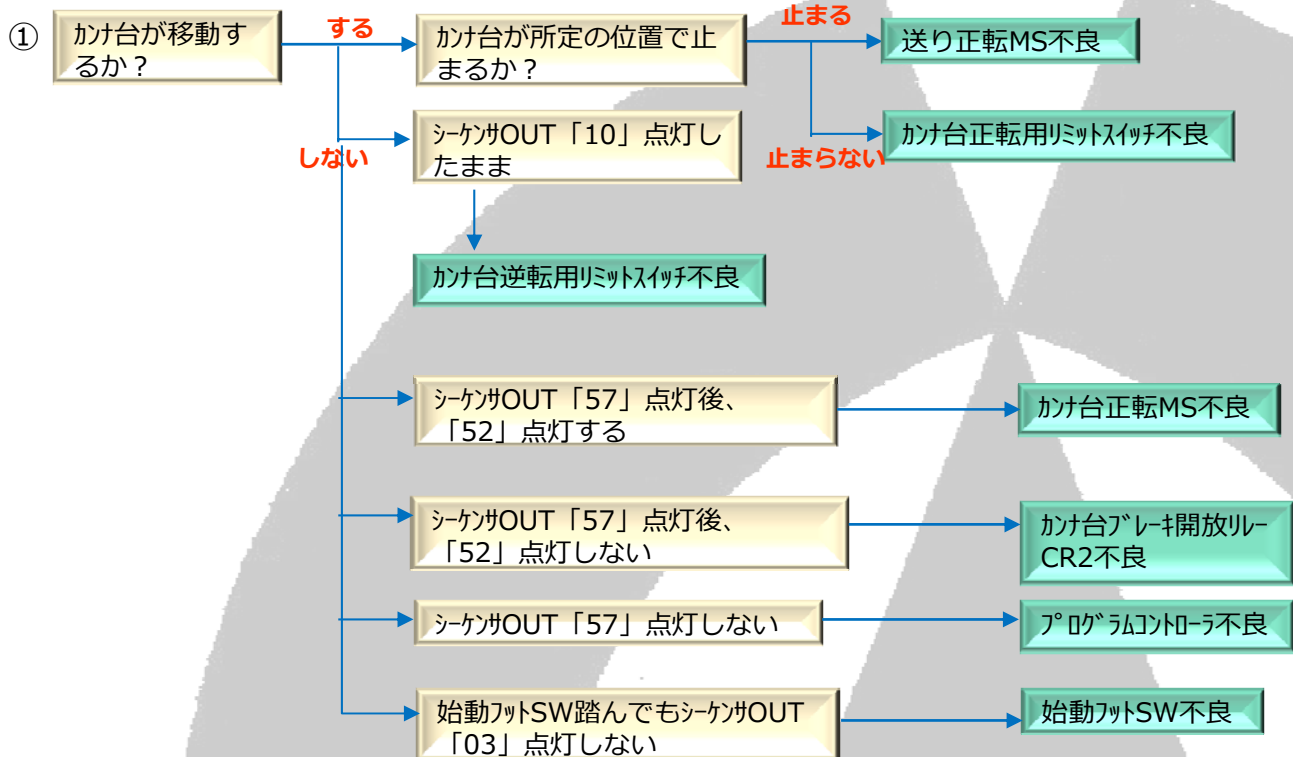 ①
ｶﾝﾅ台が移動す
るか？
する
しない
ｶﾝﾅ台が所定の位置で止
まるか？
止まる
止まらない
送り正転MS不良
ｶﾝﾅ台正転用ﾘﾐｯﾄｽｲｯﾁ不良
ｼｰｹﾝｻOUT「10」点灯し
たまま
ｶﾝﾅ台逆転用ﾘﾐｯﾄｽｲｯﾁ不良
ｼｰｹﾝｻOUT「57」点灯後、
「52」点灯する
ｶﾝﾅ台正転MS不良
ｼｰｹﾝｻOUT「57」点灯後、
「52」点灯しない
ｶﾝﾅ台ﾌﾞﾚｰｷ開放ﾘﾚｰ
CR2不良
ｼｰｹﾝｻOUT「57」点灯しない
ﾌﾟﾛｸﾞﾗﾑｺﾝﾄﾛｰﾗ不良
始動ﾌｯﾄSW踏んでもｼｰｹﾝｻOUT
「03」点灯しない
始動ﾌｯﾄSW不良